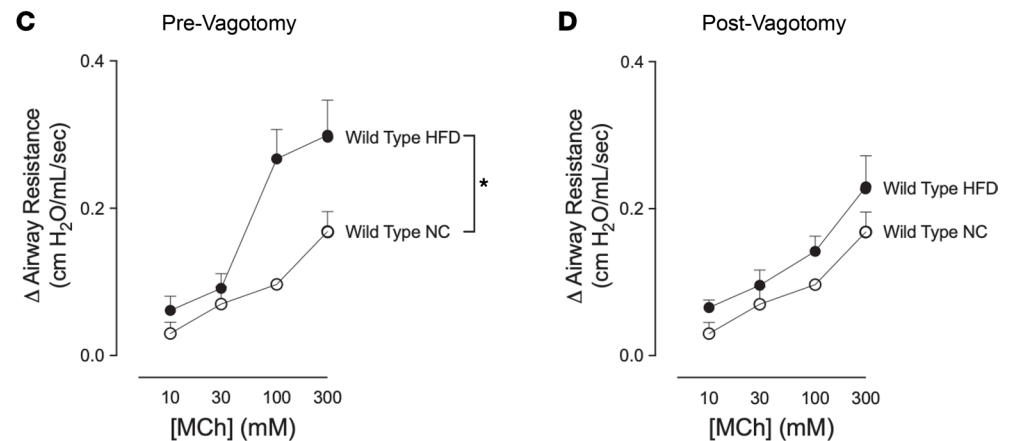 C
Pre-Vagotomy
0.4
0.2
0.0
Δ Airway Resistance
(cm H₂O/mL/sec)
Wild Type HFD
*
Wild Type NC
10 30 100 300
[MCh] (mM)
D
Post-Vagotomy
0.4
0.2
0.0
Δ Airway Resistance
(cm H₂O/mL/sec)
Wild Type HFD
Wild Type NC
10 30 100 300
[MCh] (mM)